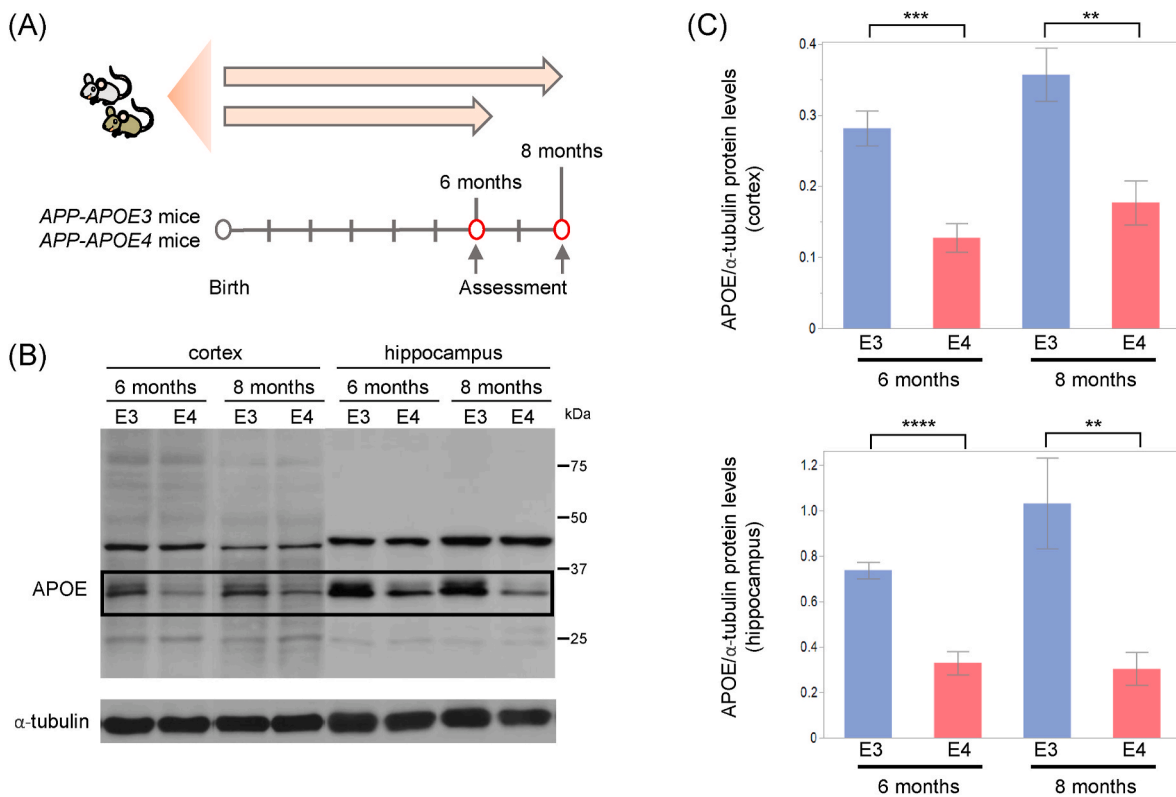 (A)
8 months
6 months
APP-APOE3 mice
APP-APOE4 mice
Birth
Assessment
(B)
cortex hippocampus
6 months 8 months 6 months 8 months
E3 E4 E3 E4 E3 E4 E3 E4 kDa
75
50
37
APOE
25
α-tubulin
(C)
*** **
0.4
0.3
0.2
0.1
0
APOE/α-tubulin protein levels
(cortex)
E3 E4 E3 E4
6 months 8 months
**** **
1.2
1.0
0.8
0.6
0.4
0.2
0
APOE/α-tubulin protein levels
(hippocampus)
E3 E4 E3 E4
6 months 8 months